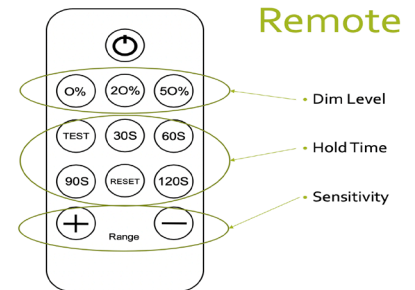 Remote
0% 20% 50%
• Dim Level
TEST 30S 60S
• Hold Time
90S RESET 120S
• Sensitivity
+ −
Range